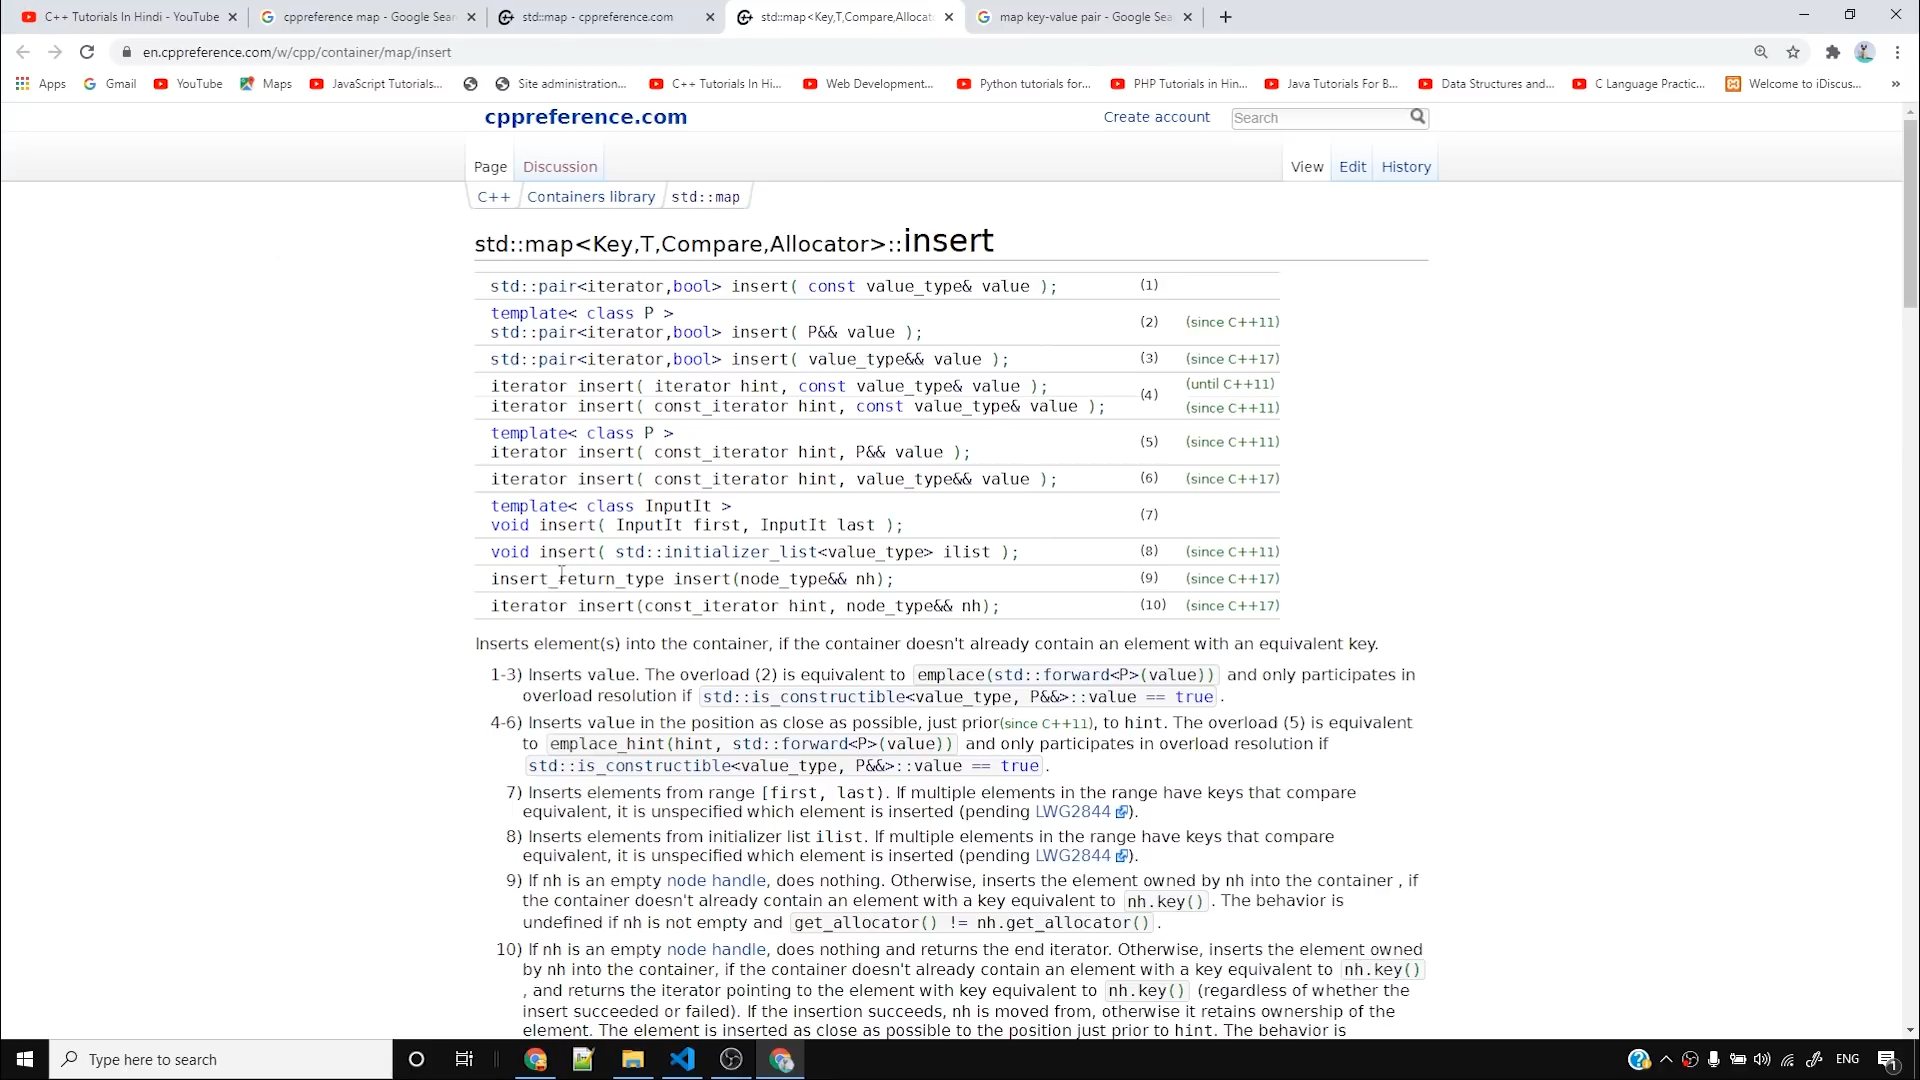 C++ Tutorials In Hindi - YouTube
cppreference map - Google Sear
std::map - cppreference.com
std::map<Key,T,Compare,Allocat
map key-value pair - Google Sea
en.cppreference.com/w/cpp/container/map/insert
Apps Gmail YouTube Maps JavaScript Tutorials... Site administration... C++ Tutorials In Hi... Web Development... Python tutorials for... PHP Tutorials in Hin... Java Tutorials For B... Data Structures and... C Language Practic... Welcome to iDiscus... »
cppreference.com Create account Search
Page Discussion View Edit History
C++ Containers library std::map
std::map<Key,T,Compare,Allocator>::insert
std::pair<iterator,bool> insert( const value_type& value ); (1)
template< class P >
std::pair<iterator,bool> insert( P&& value ); (2) (since C++11)
std::pair<iterator,bool> insert( value_type&& value ); (3) (since C++17)
iterator insert( iterator hint, const value_type& value ); (4) (until C++11)
iterator insert( const_iterator hint, const value_type& value ); (since C++11)
template< class P >
iterator insert( const_iterator hint, P&& value ); (5) (since C++11)
iterator insert( const_iterator hint, value_type&& value ); (6) (since C++17)
template< class InputIt >
void insert( InputIt first, InputIt last ); (7)
void insert( std::initializer_list<value_type> ilist ); (8) (since C++11)
insert_return_type insert(node_type&& nh); (9) (since C++17)
iterator insert(const_iterator hint, node_type&& nh); (10) (since C++17)
Inserts element(s) into the container, if the container doesn't already contain an element with an equivalent key.
1-3) Inserts value. The overload (2) is equivalent to emplace(std::forward<P>(value)) and only participates in
overload resolution if std::is_constructible<value_type, P&&>::value == true.
4-6) Inserts value in the position as close as possible, just prior(since C++11), to hint. The overload (5) is equivalent
to emplace_hint(hint, std::forward<P>(value)) and only participates in overload resolution if
std::is_constructible<value_type, P&&>::value == true.
7) Inserts elements from range [first, last). If multiple elements in the range have keys that compare
equivalent, it is unspecified which element is inserted (pending LWG2844).
8) Inserts elements from initializer list ilist. If multiple elements in the range have keys that compare
equivalent, it is unspecified which element is inserted (pending LWG2844).
9) If nh is an empty node handle, does nothing. Otherwise, inserts the element owned by nh into the container , if
the container doesn't already contain an element with a key equivalent to nh.key(). The behavior is
undefined if nh is not empty and get_allocator() != nh.get_allocator().
10) If nh is an empty node handle, does nothing and returns the end iterator. Otherwise, inserts the element owned
by nh into the container, if the container doesn't already contain an element with a key equivalent to nh.key()
, and returns the iterator pointing to the element with key equivalent to nh.key() (regardless of whether the
insert succeeded or failed). If the insertion succeeds, nh is moved from, otherwise it retains ownership of the
element. The element is inserted as close as possible to the position just prior to hint. The behavior is
Type here to search ENG 1